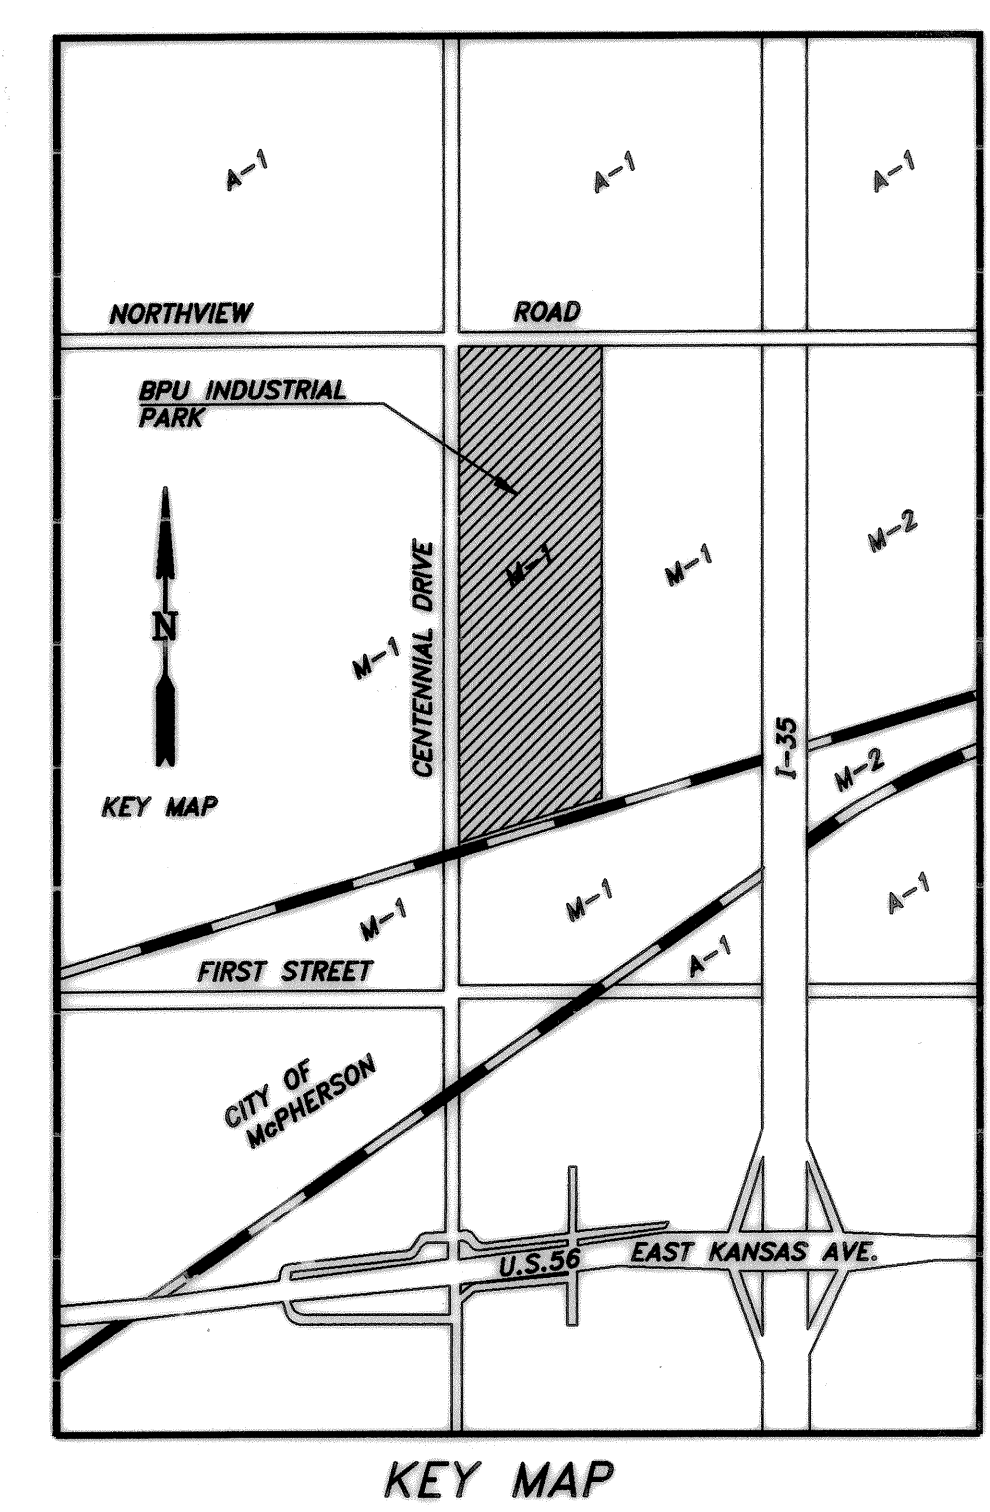 A-1
A-1
A-1
NORTHVIEW ROAD
BPU INDUSTRIAL
PARK
N
KEY MAP
CENTENNIAL DRIVE
M-1
M-1
M-1
M-2
I-35
M-2
M-1
M-1
A-1
A-1
FIRST STREET
CITY OF
McPHERSON
U.S.56
EAST KANSAS AVE.
KEY MAP